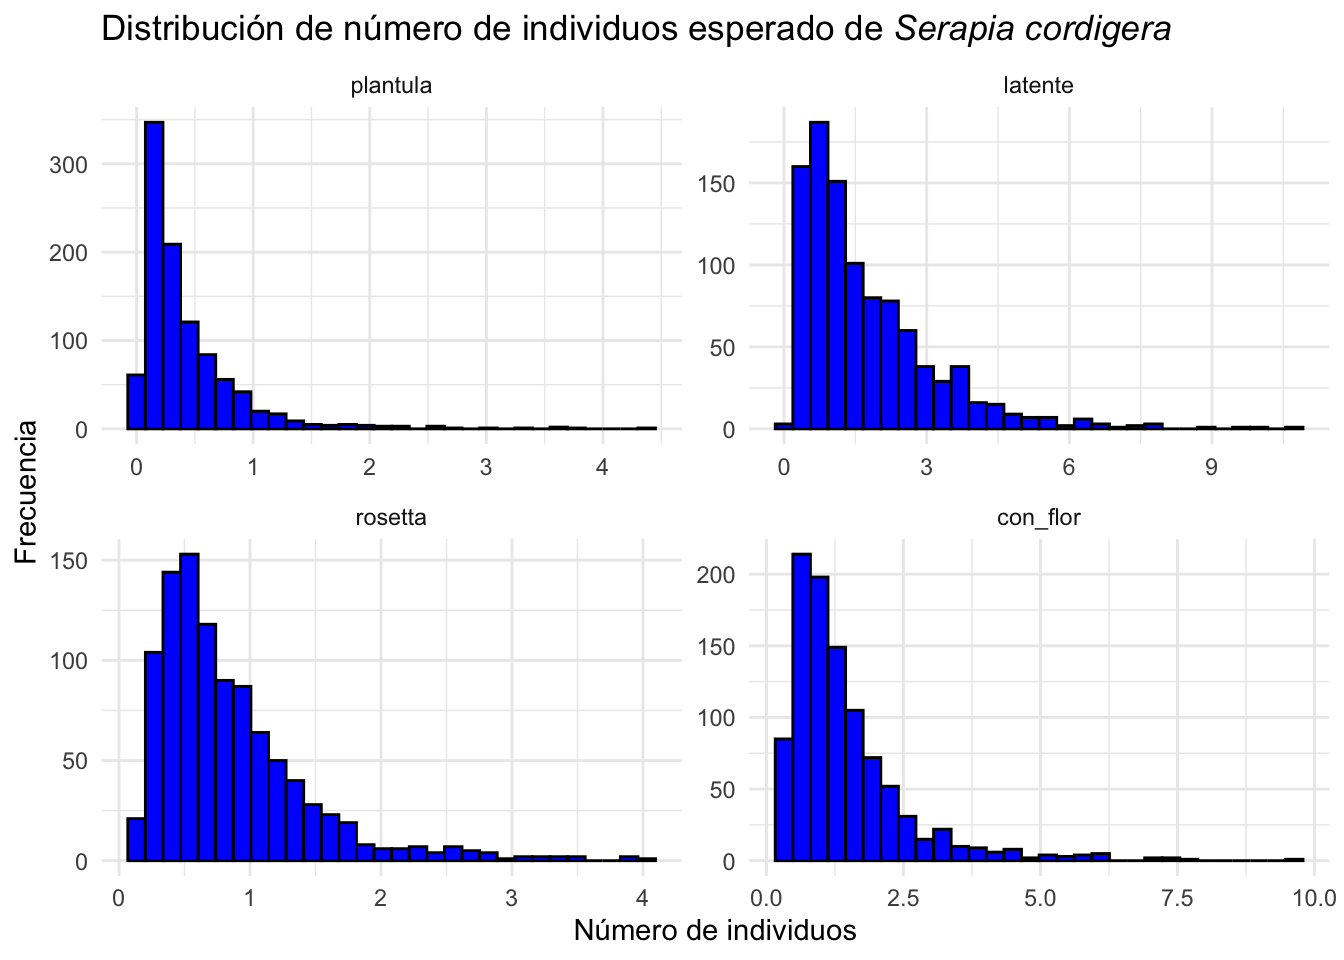 Distribución de número de individuos esperado de Serapia cordigera
plantula
latente
300
200
100
0
0 1 2 3 4
150
100
50
0
0 3 6 9
Frecuencia
rosetta
con_flor
150
100
50
0
0 1 2 3 4
200
150
100
50
0
0.0 2.5 5.0 7.5 10.0
Número de individuos